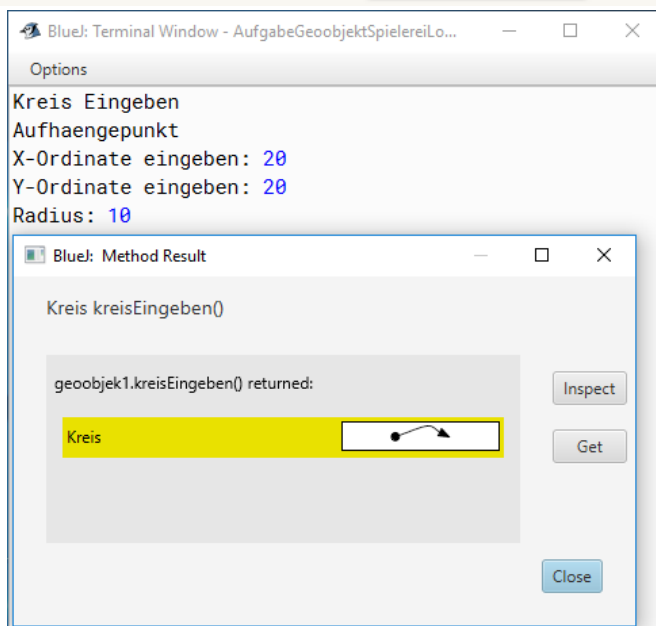 BlueJ: Terminal Window - AufgabeGeoobjektSpielereiLo...
Options
Kreis Eingeben
Aufhaengepunkt
X-Ordinate eingeben: 20
Y-Ordinate eingeben: 20
Radius: 10
BlueJ: Method Result
Kreis kreisEingeben()
geoobjek1.kreisEingeben() returned:
Inspect
Kreis
Get
Close